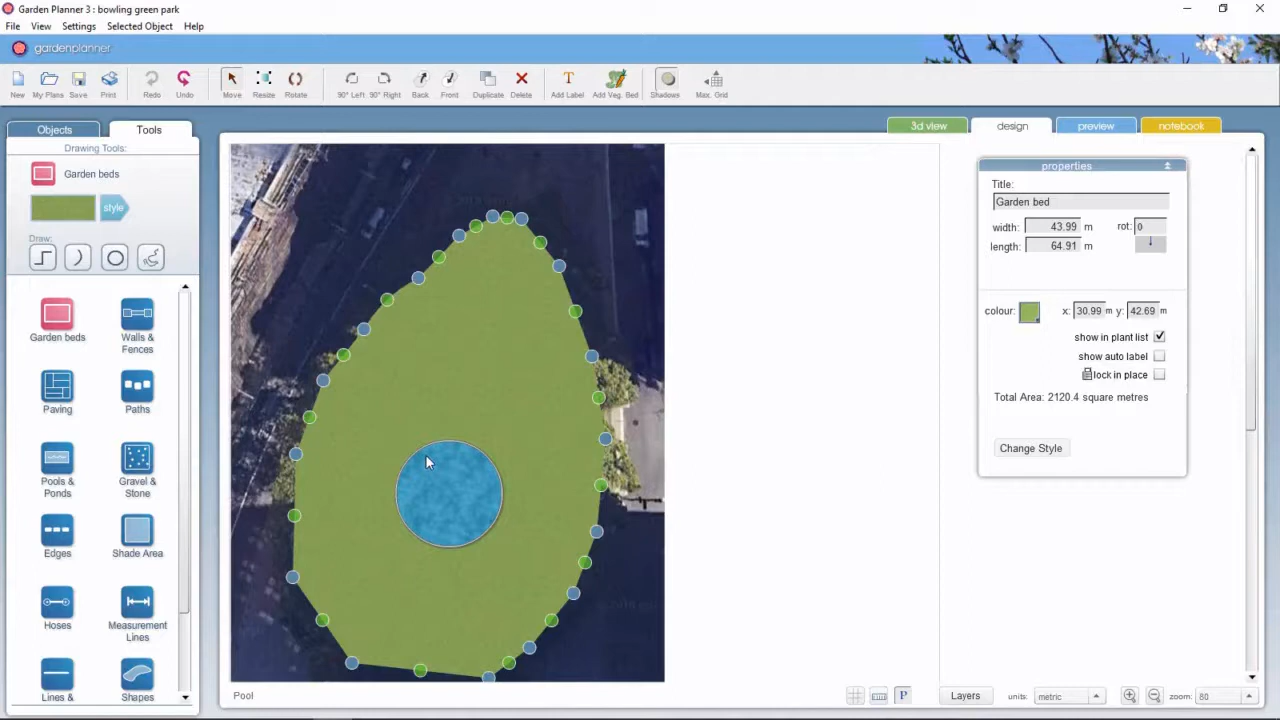 Garden Planner 3 : bowling green park
File View Settings Selected Object Help
gardenplanner
New My Plans Save Print Redo Undo Move Resize Rotate 90° Left 90° Right Back Front Duplicate Delete Add Label Add Veg. Bed Shadows Max. Grid
Objects Tools
3d view design preview notebook
Drawing Tools:
Garden beds
style
Draw:
Garden beds
Walls & Fences
Paving
Paths
Pools & Ponds
Gravel & Stone
Edges
Shade Area
Hoses
Measurement Lines
Lines &
Shapes
properties
Title:
Garden bed
width: 43.99 m rot: 0
length: 64.91 m
colour: x: 30.99 m y: 42.69 m
show in plant list
show auto label
lock in place
Total Area: 2120.4 square metres
Change Style
Pool
P Layers units: metric zoom: 80